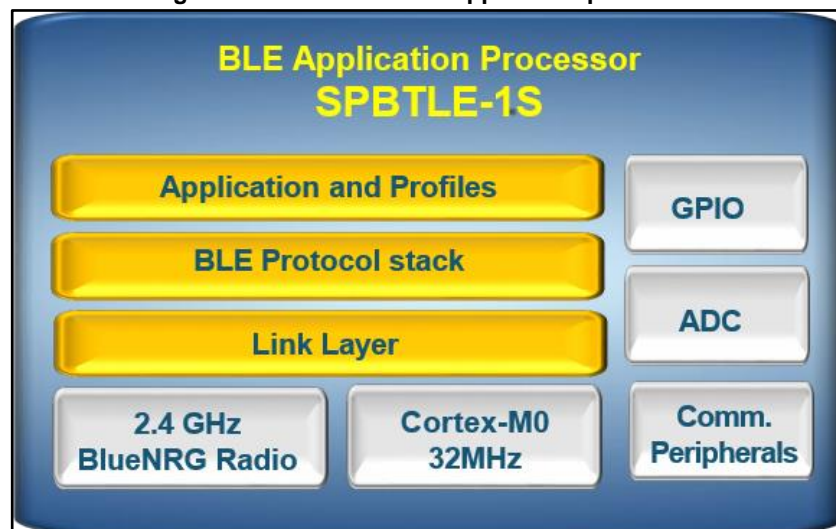 BLE Application Processor
SPBTLE-1S
Application and Profiles
BLE Protocol stack
Link Layer
2.4 GHz
BlueNRG Radio
Cortex-M0
32MHz
GPIO
ADC
Comm.
Peripherals